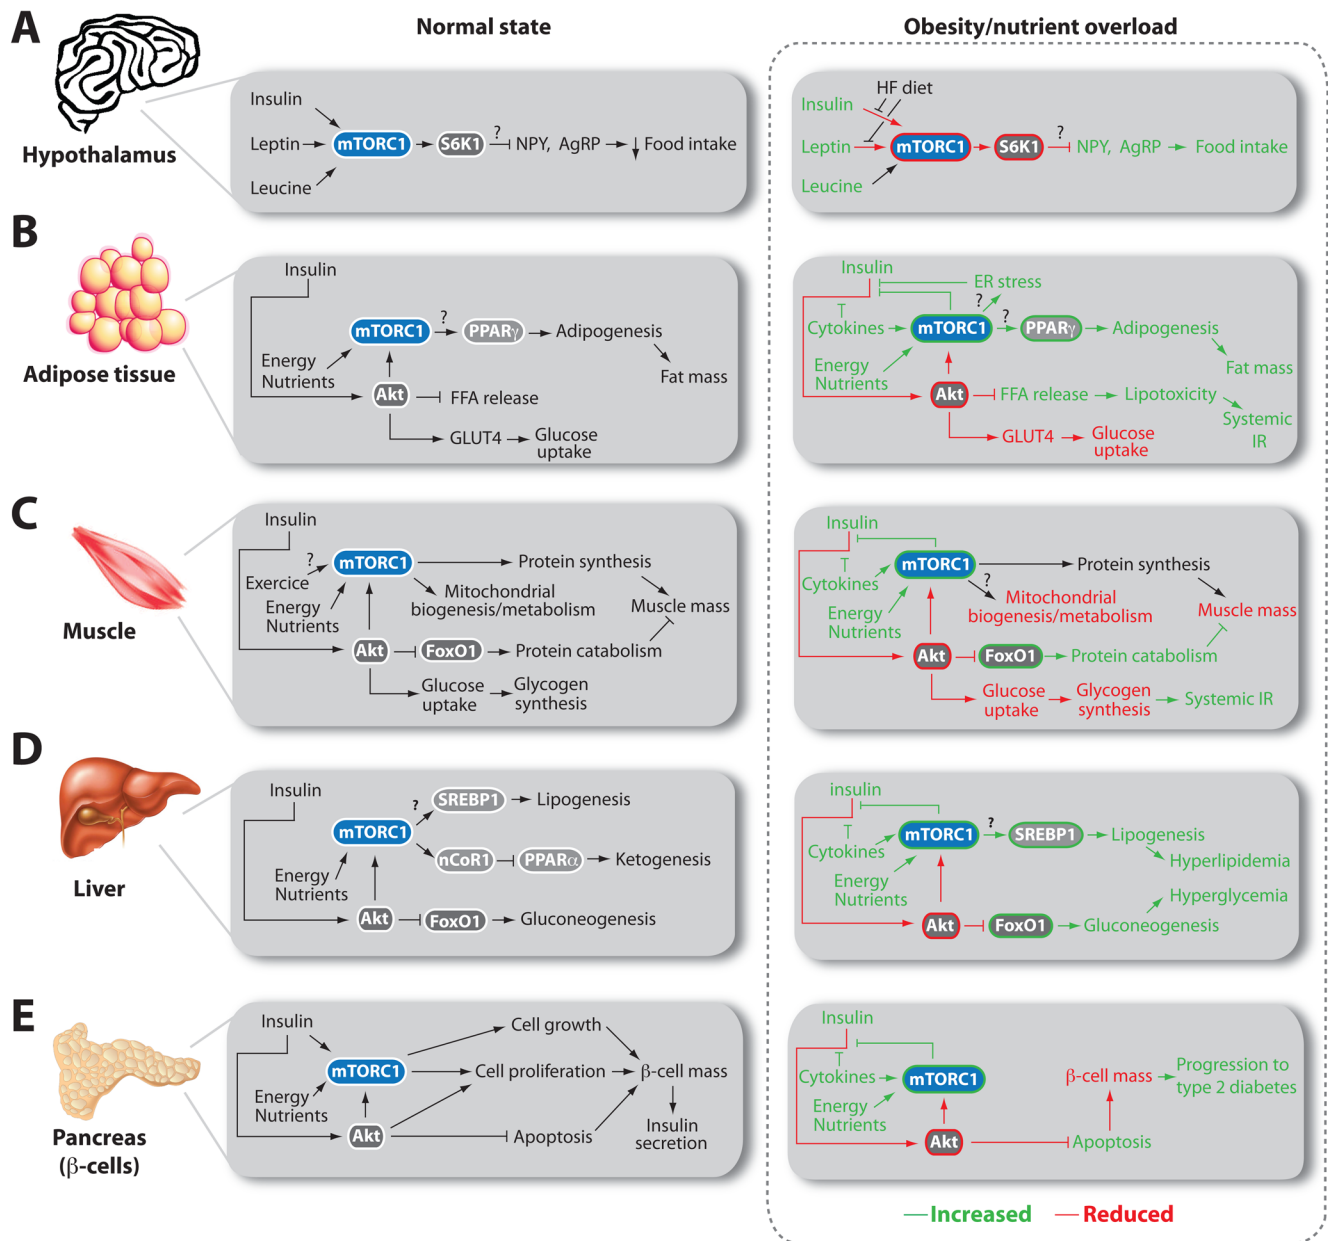 A
Normal state
Obesity/nutrient overload
Hypothalamus
Insulin
Leptin
Leucine
mTORC1
S6K1
?
NPY, AgRP
Food intake
HF diet
Insulin
Leptin
Leucine
mTORC1
S6K1
?
NPY, AgRP
Food intake
B
Adipose tissue
Insulin
mTORC1
?
PPARγ
Adipogenesis
Fat mass
Energy
Nutrients
Akt
FFA release
GLUT4
Glucose
uptake
Insulin
ER stress
?
Cytokines
mTORC1
?
PPARγ
Adipogenesis
Fat mass
Energy
Nutrients
Akt
FFA release
Lipotoxicity
Systemic
IR
GLUT4
Glucose
uptake
C
Muscle
Insulin
?
Exercice
mTORC1
Protein synthesis
Energy
Nutrients
Mitochondrial
biogenesis/metabolism
Muscle mass
Akt
FoxO1
Protein catabolism
Glucose
uptake
Glycogen
synthesis
Insulin
Cytokines
mTORC1
Protein synthesis
?
Energy
Nutrients
Mitochondrial
biogenesis/metabolism
Muscle mass
Akt
FoxO1
Protein catabolism
Glucose
uptake
Glycogen
synthesis
Systemic IR
D
Liver
Insulin
?
SREBP1
Lipogenesis
mTORC1
nCoR1
PPARα
Ketogenesis
Energy
Nutrients
Akt
FoxO1
Gluconeogenesis
insulin
Cytokines
mTORC1
?
SREBP1
Lipogenesis
Hyperlipidemia
Energy
Nutrients
Hyperglycemia
Akt
FoxO1
Gluconeogenesis
E
Pancreas
(β-cells)
Insulin
Cell growth
mTORC1
Cell proliferation
β-cell mass
Energy
Nutrients
Akt
Apoptosis
Insulin
secretion
Insulin
Cytokines
mTORC1
β-cell mass
Progression to
type 2 diabetes
Energy
Nutrients
Akt
Apoptosis
Increased
Reduced